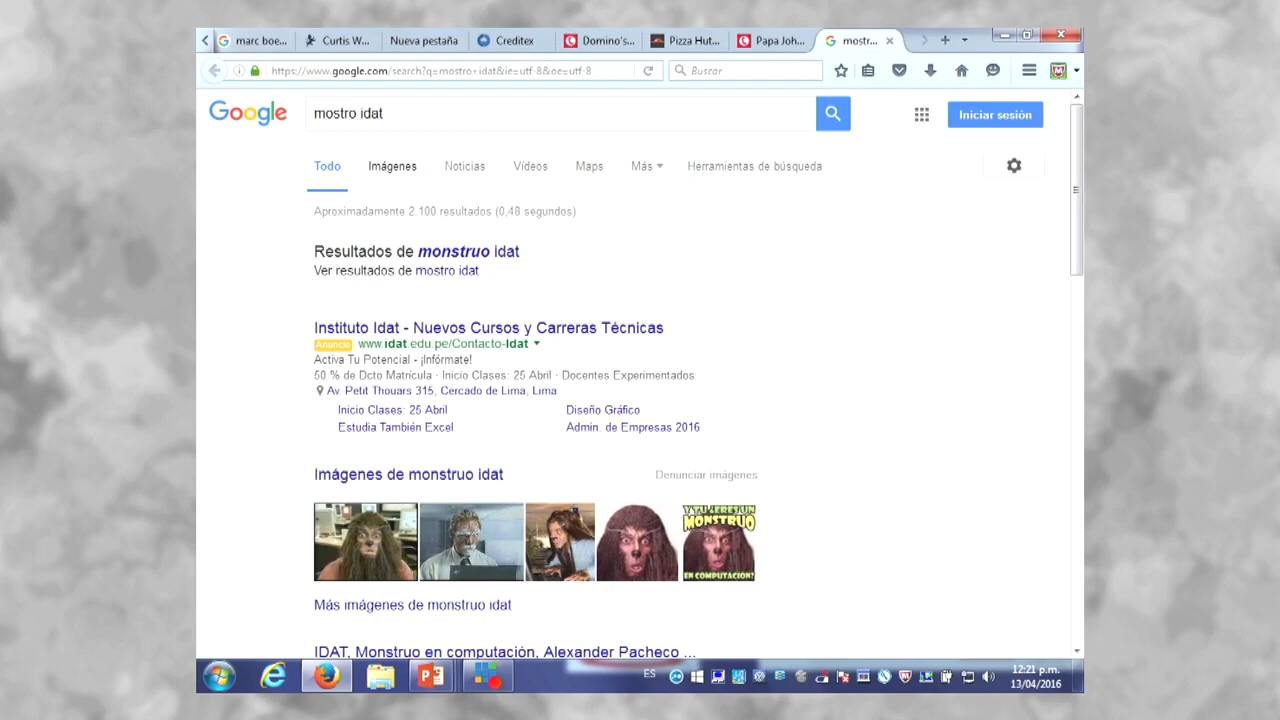 marc boe...
Curtis W...
Nueva pestaña
Creditex
Domino's...
Pizza Hut...
Papa Joh...
mostr...
https://www.google.com/search?q=mostro+idat&ie=utf-8&oe=utf-8
Buscar
Google
mostro idat
Iniciar sesión
Todo
Imágenes
Noticias
Vídeos
Maps
Más
Herramientas de búsqueda
Aproximadamente 2.100 resultados (0,48 segundos)
Resultados de monstruo idat
Ver resultados de mostro idat
Instituto Idat - Nuevos Cursos y Carreras Técnicas
Anuncio www.idat.edu.pe/Contacto-Idat
Activa Tu Potencial - ¡Infórmate!
50 % de Dcto Matrícula · Inicio Clases: 25 Abril · Docentes Experimentados
Av. Petit Thouars 315, Cercado de Lima, Lima
Inicio Clases: 25 Abril
Diseño Gráfico
Estudia También Excel
Admin. de Empresas 2016
Imágenes de monstruo idat
Denunciar imágenes
Y TU ¿ERES UN
MONSTRUO
EN COMPUTACION?
Más imágenes de monstruo idat
IDAT, Monstruo en computación, Alexander Pacheco ...
ES
12:21 p.m.
13/04/2016